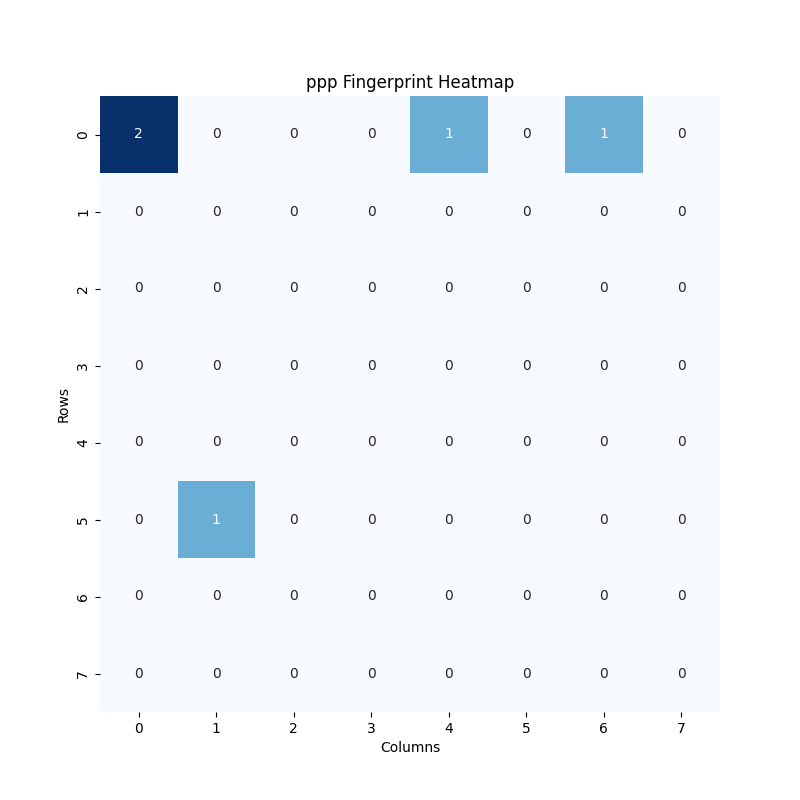 ppp Fingerprint Heatmap
0 2 0 0 0 1 0 1 0
1 0 0 0 0 0 0 0 0
2 0 0 0 0 0 0 0 0
3 0 0 0 0 0 0 0 0
Rows
4 0 0 0 0 0 0 0 0
5 0 1 0 0 0 0 0 0
6 0 0 0 0 0 0 0 0
7 0 0 0 0 0 0 0 0
0 1 2 3 4 5 6 7
Columns